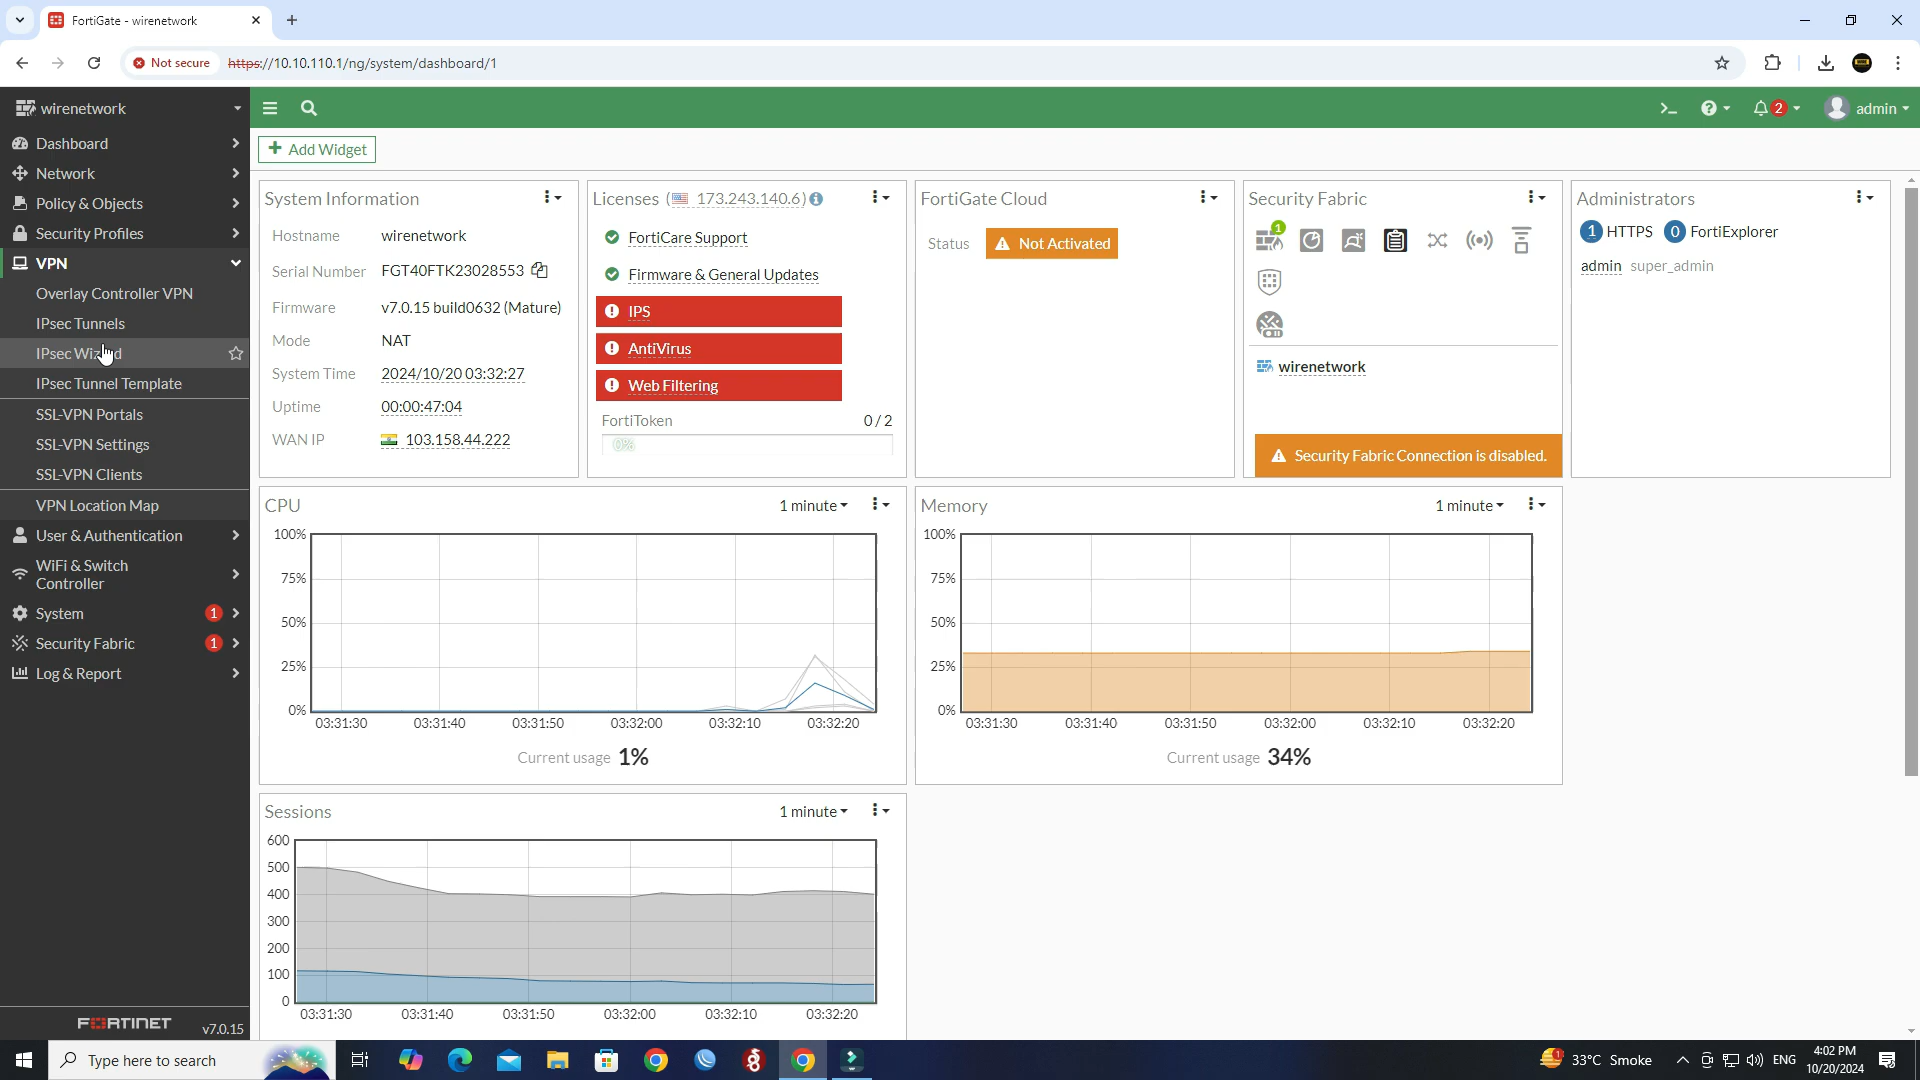 FortiGate - wirenetwork
Not secure
https://10.10.110.1/ng/system/dashboard/1
wirenetwork
2
admin
Dashboard
Network
Policy & Objects
Security Profiles
VPN
Overlay Controller VPN
IPsec Tunnels
IPsec Wizard
IPsec Tunnel Template
SSL-VPN Portals
SSL-VPN Settings
SSL-VPN Clients
VPN Location Map
User & Authentication
WiFi & Switch
Controller
System 1
Security Fabric 1
Log & Report
FORTINET v7.0.15
Add Widget
System Information
Hostname wirenetwork
Serial Number FGT40FTK23028553
Firmware v7.0.15 build0632 (Mature)
Mode NAT
System Time 2024/10/20 03:32:27
Uptime 00:00:47:04
WAN IP 103.158.44.222
Licenses (173.243.140.6)
FortiCare Support
Firmware & General Updates
IPS
AntiVirus
Web Filtering
FortiToken 0 / 2
0%
FortiGate Cloud
Status Not Activated
Security Fabric
1
wirenetwork
Security Fabric Connection is disabled.
Administrators
1 HTTPS 0 FortiExplorer
admin super_admin
CPU 1 minute
100%
75%
50%
25%
0%
03:31:30 03:31:40 03:31:50 03:32:00 03:32:10 03:32:20
Current usage 1%
Memory 1 minute
100%
75%
50%
25%
0%
03:31:30 03:31:40 03:31:50 03:32:00 03:32:10 03:32:20
Current usage 34%
Sessions 1 minute
600
500
400
300
200
100
0
03:31:30 03:31:40 03:31:50 03:32:00 03:32:10 03:32:20
Type here to search
33°C Smoke
ENG
4:02 PM
10/20/2024